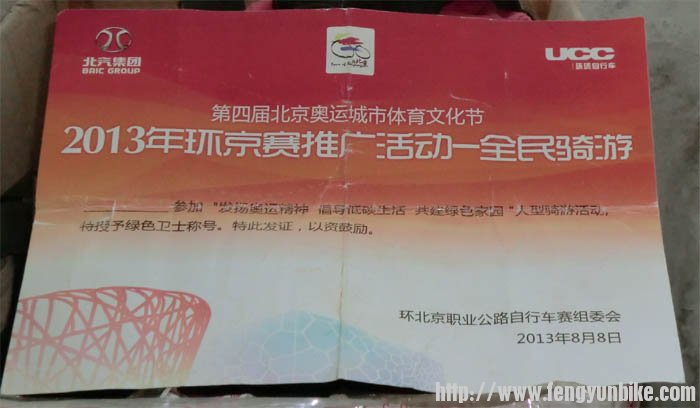 北汽集团
BAIC GROUP
UCC
环球自行车
第四届北京奥运城市体育文化节
2013年环京赛推广活动-全民骑游
参加“发扬奥运精神 倡导低碳生活 共建绿色家园”大型骑游活动,
特授予绿色卫士称号。特此发证，以资鼓励。
环北京职业公路自行车赛组委会
2013年8月8日
http://www.fengyunbike.com